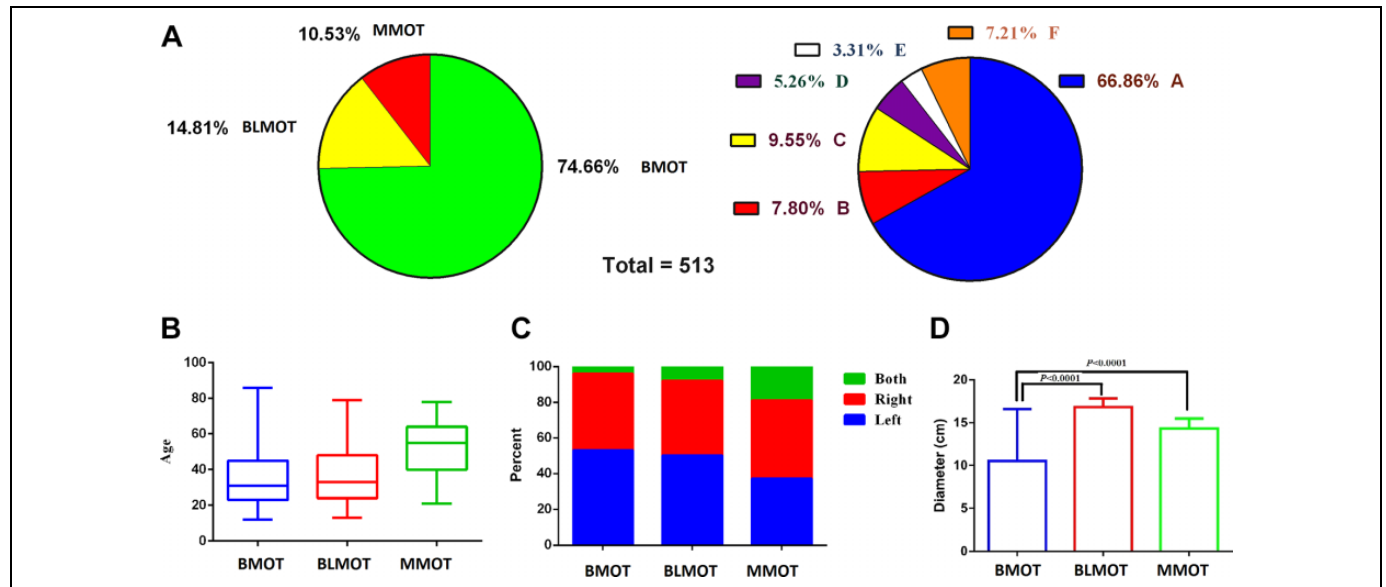 A
10.53% MMOT
14.81% BLMOT
74.66% BMOT
7.21% F
3.31% E
5.26% D
66.86% A
9.55% C
7.80% B
Total = 513
B
Age
100
80
60
40
20
0
BMOT BLMOT MMOT
C
Percent
100
80
60
40
20
0
BMOT BLMOT MMOT
Both
Right
Left
D
P<0.0001
P<0.0001
Diameter (cm)
20
15
10
5
0
BMOT BLMOT MMOT